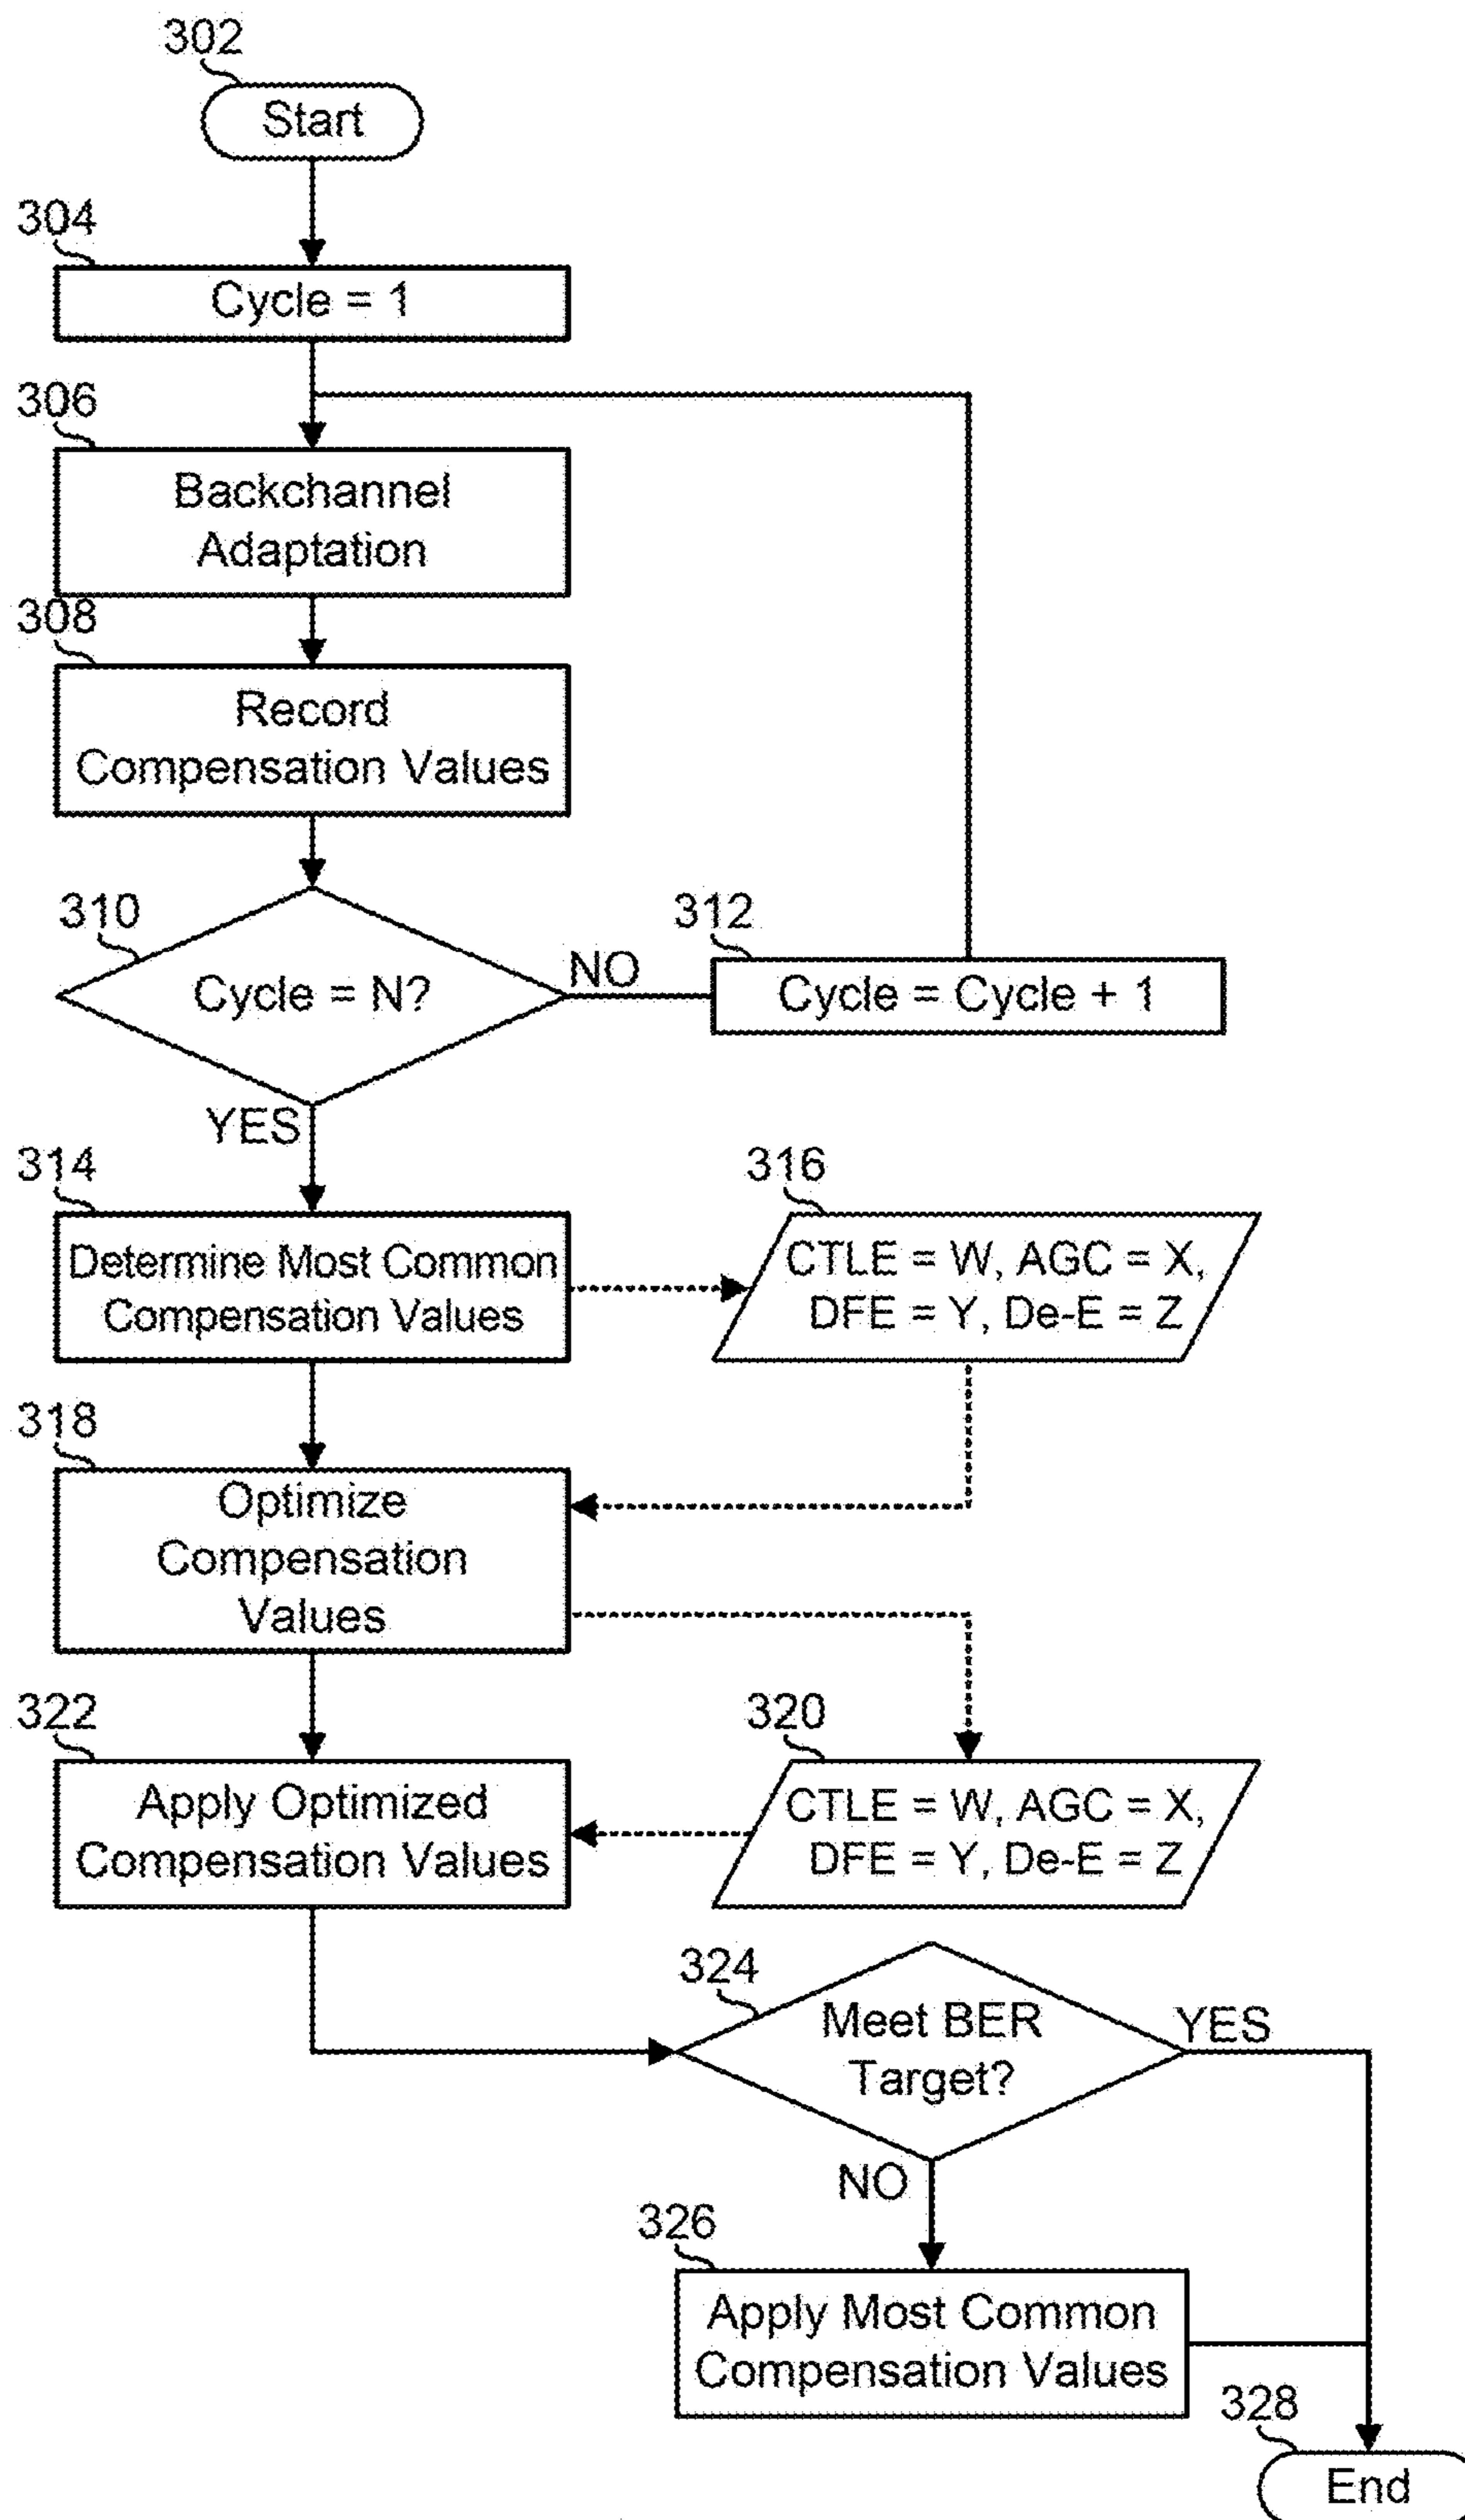 302
Start
304
Cycle = 1
306
Backchannel
Adaptation
308
Record
Compensation Values
310
Cycle = N?
NO
312
Cycle = Cycle + 1
YES
314
Determine Most Common
Compensation Values
316
CTLE = W, AGC = X,
DFE = Y, De-E = Z
318
Optimize
Compensation
Values
322
Apply Optimized
Compensation Values
320
CTLE = W, AGC = X,
DFE = Y, De-E = Z
324
Meet BER
Target?
YES
NO
326
Apply Most Common
Compensation Values
328
End